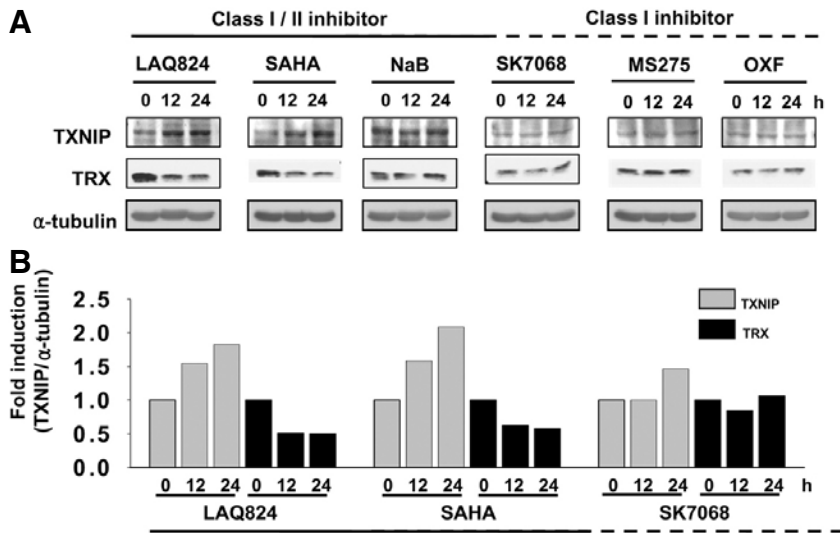 A
Class I / II inhibitor Class I inhibitor
LAQ824 SAHA NaB SK7068 MS275 OXF
0 12 24 0 12 24 0 12 24 0 12 24 0 12 24 0 12 24 h
TXNIP
TRX
α-tubulin
B
Fold induction
(TXNIP/α-tubulin)
2.5
2.0
1.5
1.0
0.5
0.0
TXNIP
TRX
0 12 24 0 12 24 0 12 24 0 12 24 0 12 24 0 12 24 h
LAQ824 SAHA SK7068